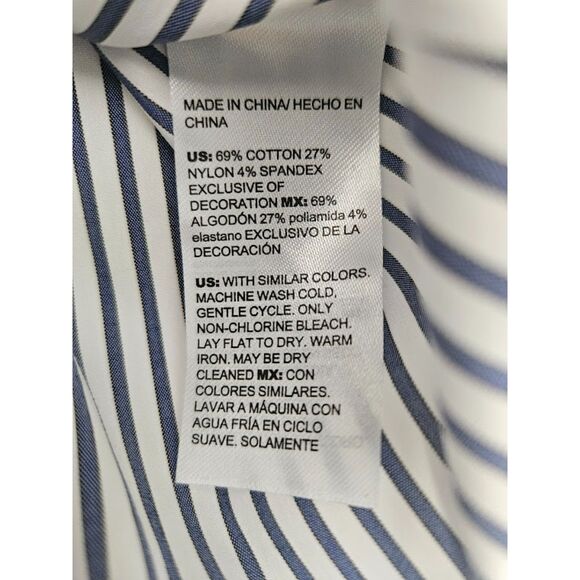 MADE IN CHINA/ HECHO EN
CHINA
US: 69% COTTON 27%
NYLON 4% SPANDEX
EXCLUSIVE OF
DECORATION MX: 69%
ALGODÓN 27% poliamida 4%
elastano EXCLUSIVO DE LA
DECORACIÓN
US: WITH SIMILAR COLORS.
MACHINE WASH COLD,
GENTLE CYCLE. ONLY
NON-CHLORINE BLEACH.
LAY FLAT TO DRY. WARM
IRON. MAY BE DRY
CLEANED MX: CON
COLORES SIMILARES.
LAVAR A MÁQUINA CON
AGUA FRÍA EN CICLO
SUAVE. SOLAMENTE